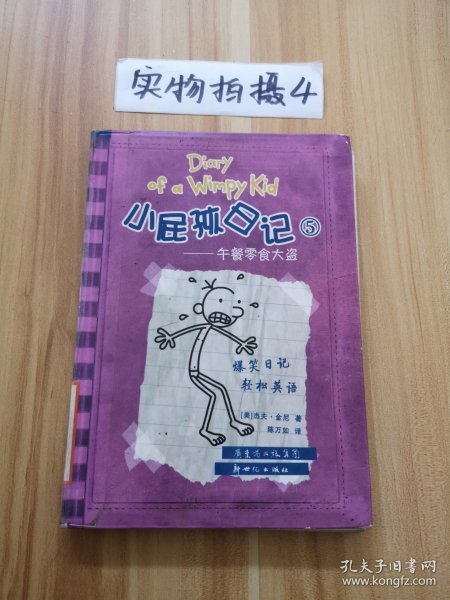 实物拍摄4
Diary
of a Wimpy Kid
小屁孩日记⑤
——午餐零食大盗
爆笑日记
轻松英语
[美]杰夫·金尼 著
陈万如 译
广东省出版集团
新世纪出版社
孔夫子旧书网
www.kongfz.com